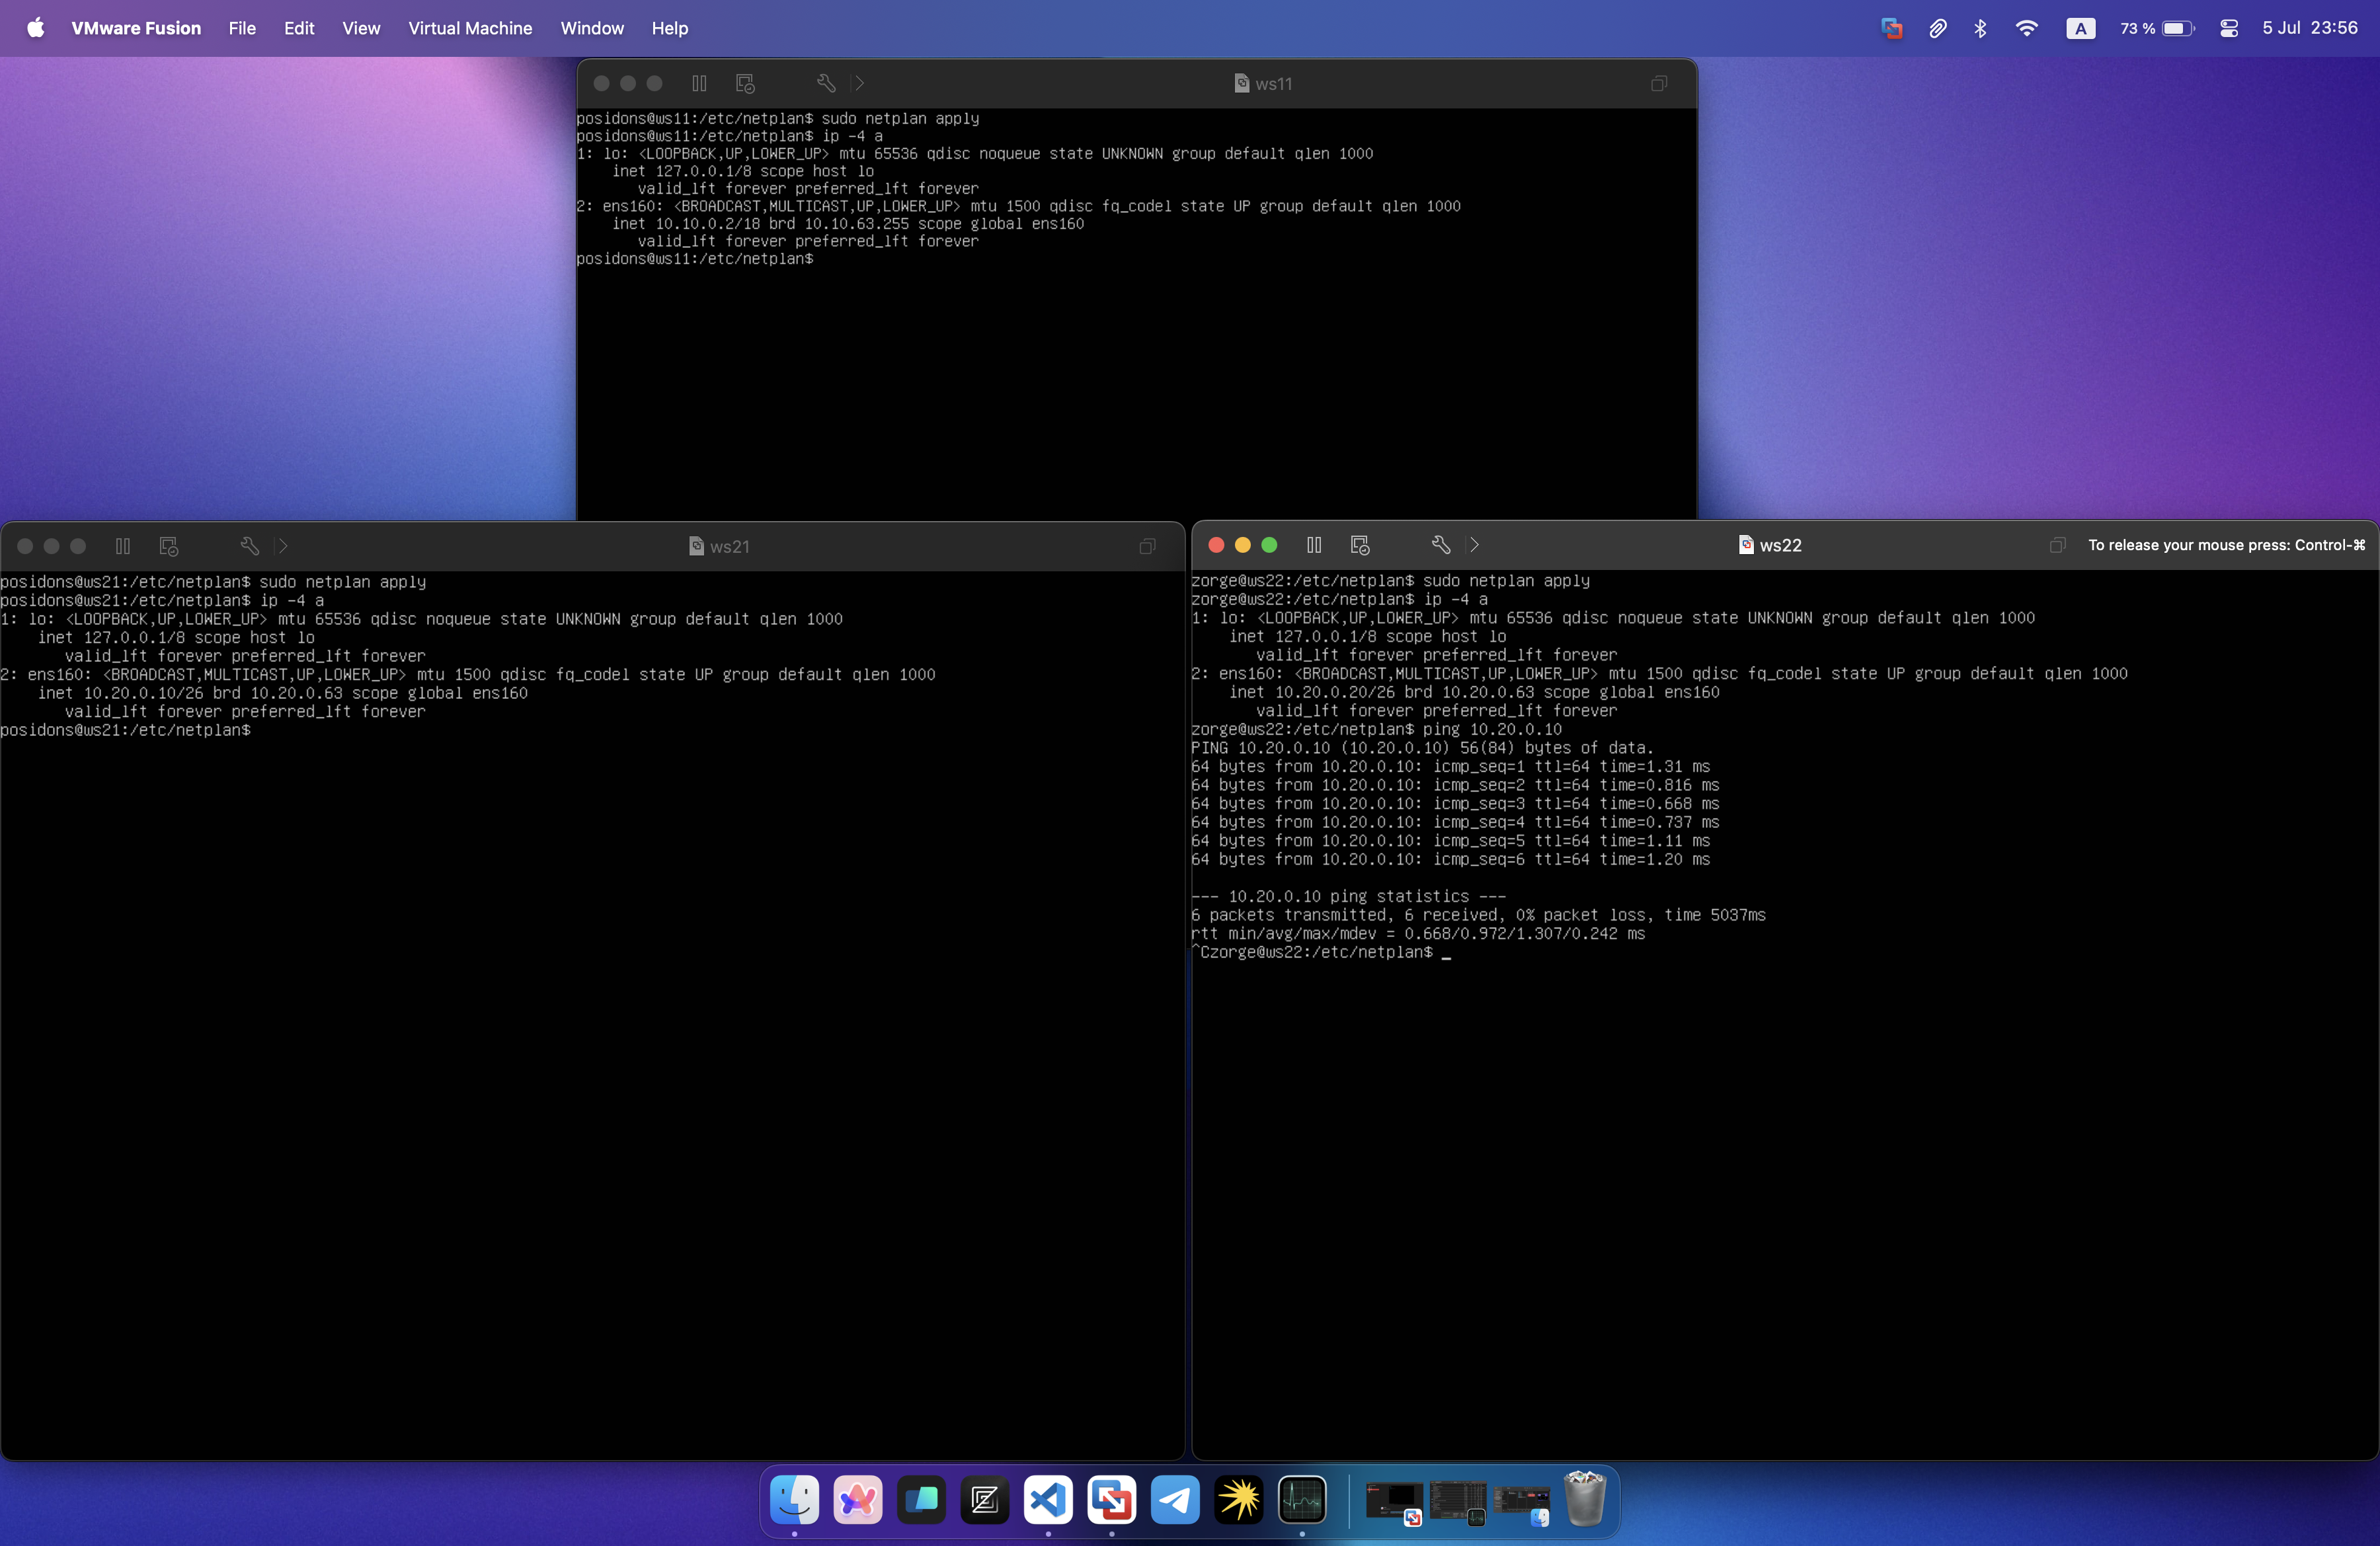 VMware Fusion File Edit View Virtual Machine Window Help A 73 % 5 Jul 23:56
ws11
posidons@ws11:/etc/netplan$ sudo netplan apply
posidons@ws11:/etc/netplan$ ip -4 a
1: lo: <LOOPBACK,UP,LOWER_UP> mtu 65536 qdisc noqueue state UNKNOWN group default qlen 1000
inet 127.0.0.1/8 scope host lo
valid_lft forever preferred_lft forever
2: ens160: <BROADCAST,MULTICAST,UP,LOWER_UP> mtu 1500 qdisc fq_codel state UP group default qlen 1000
inet 10.10.0.2/18 brd 10.10.63.255 scope global ens160
valid_lft forever preferred_lft forever
posidons@ws11:/etc/netplan$
ws21
posidons@ws21:/etc/netplan$ sudo netplan apply
posidons@ws21:/etc/netplan$ ip -4 a
1: lo: <LOOPBACK,UP,LOWER_UP> mtu 65536 qdisc noqueue state UNKNOWN group default qlen 1000
inet 127.0.0.1/8 scope host lo
valid_lft forever preferred_lft forever
2: ens160: <BROADCAST,MULTICAST,UP,LOWER_UP> mtu 1500 qdisc fq_codel state UP group default qlen 1000
inet 10.20.0.10/26 brd 10.20.0.63 scope global ens160
valid_lft forever preferred_lft forever
posidons@ws21:/etc/netplan$
ws22 To release your mouse press: Control-⌘
zorge@ws22:/etc/netplan$ sudo netplan apply
zorge@ws22:/etc/netplan$ ip -4 a
1: lo: <LOOPBACK,UP,LOWER_UP> mtu 65536 qdisc noqueue state UNKNOWN group default qlen 1000
inet 127.0.0.1/8 scope host lo
valid_lft forever preferred_lft forever
2: ens160: <BROADCAST,MULTICAST,UP,LOWER_UP> mtu 1500 qdisc fq_codel state UP group default qlen 1000
inet 10.20.0.20/26 brd 10.20.0.63 scope global ens160
valid_lft forever preferred_lft forever
zorge@ws22:/etc/netplan$ ping 10.20.0.10
PING 10.20.0.10 (10.20.0.10) 56(84) bytes of data.
64 bytes from 10.20.0.10: icmp_seq=1 ttl=64 time=1.31 ms
64 bytes from 10.20.0.10: icmp_seq=2 ttl=64 time=0.816 ms
64 bytes from 10.20.0.10: icmp_seq=3 ttl=64 time=0.668 ms
64 bytes from 10.20.0.10: icmp_seq=4 ttl=64 time=0.737 ms
64 bytes from 10.20.0.10: icmp_seq=5 ttl=64 time=1.11 ms
64 bytes from 10.20.0.10: icmp_seq=6 ttl=64 time=1.20 ms
--- 10.20.0.10 ping statistics ---
6 packets transmitted, 6 received, 0% packet loss, time 5037ms
rtt min/avg/max/mdev = 0.668/0.972/1.307/0.242 ms
^Czorge@ws22:/etc/netplan$ _